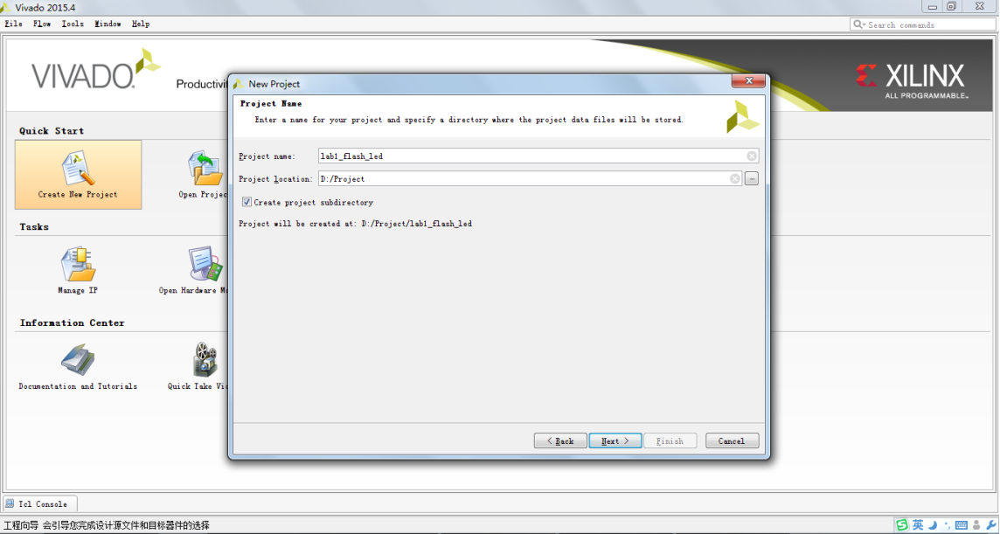 Vivado 2015.4
File Flow Tools Window Help
Search commands
VIVADO.
Productivi
XILINX
ALL PROGRAMMABLE.
Quick Start
Create New Project
Open Projec
Tasks
Manage IP
Open Hardware Ma
Information Center
Documentation and Tutorials
Quick Take Vi
New Project
Project Name
Enter a name for your project and specify a directory where the project data files will be stored.
Project name: lab1_flash_led
Project location: D:/Project
...
Create project subdirectory
Project will be created at: D:/Project/lab1_flash_led
< Back Next > Finish Cancel
Tcl Console
工程向导 会引导您完成设计源文件和目标器件的选择
英